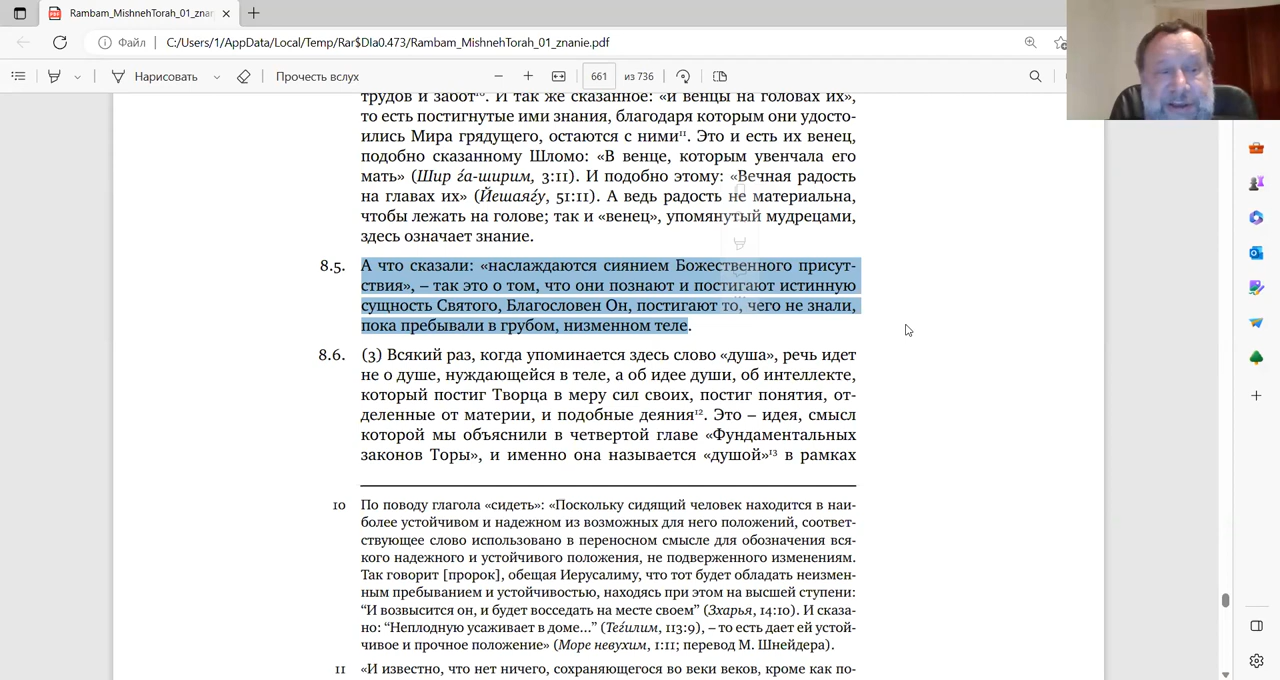 Rambam_MishnehTorah_01_znan
Файл
C:/Users/1/AppData/Local/Temp/Rar$DIa0.473/Rambam_MishnehTorah_01_znanie.pdf
Нарисовать
Прочесть вслух
661
из 736
трудов и забот¹⁰. И так же сказанное: «и венцы на головах их»,
то есть постигнутые ими знания, благодаря которым они удосто-
ились Мира грядущего, остаются с ними¹¹. Это и есть их венец,
подобно сказанному Шломо: «В венце, которым увенчала его
мать» (Шир ѓа-ширим, 3:11). И подобно этому: «Вечная радость
на главах их» (Йешаяѓу, 51:11). А ведь радость не материальна,
чтобы лежать на голове; так и «венец», упомянутый мудрецами,
здесь означает знание.
8.5. А что сказали: «наслаждаются сиянием Божественного присут-
ствия», – так это о том, что они познают и постигают истинную
сущность Святого, Благословен Он, постигают то, чего не знали,
пока пребывали в грубом, низменном теле.
8.6. (3) Всякий раз, когда упоминается здесь слово «душа», речь идет
не о душе, нуждающейся в теле, а об идее души, об интеллекте,
который постиг Творца в меру сил своих, постиг понятия, от-
деленные от материи, и подобные деяния¹². Это – идея, смысл
которой мы объяснили в четвертой главе «Фундаментальных
законов Торы», и именно она называется «душой»¹³ в рамках
10 По поводу глагола «сидеть»: «Поскольку сидящий человек находится в наи-
более устойчивом и надежном из возможных для него положений, соответ-
ствующее слово использовано в переносном смысле для обозначения вся-
кого надежного и устойчивого положения, не подверженного изменениям.
Так говорит [пророк], обещая Иерусалиму, что тот будет обладать неизмен-
ным пребыванием и устойчивостью, находясь при этом на высшей ступени:
“И возвысится он, и будет восседать на месте своем” (Зхарья, 14:10). И сказа-
но: “Неплодную усаживает в доме...” (Теѓилим, 113:9), – то есть дает ей устой-
чивое и прочное положение» (Море невухим, 1:11; перевод М. Шнейдера).
11 «И известно, что нет ничего, сохраняющегося во веки веков, кроме как по-